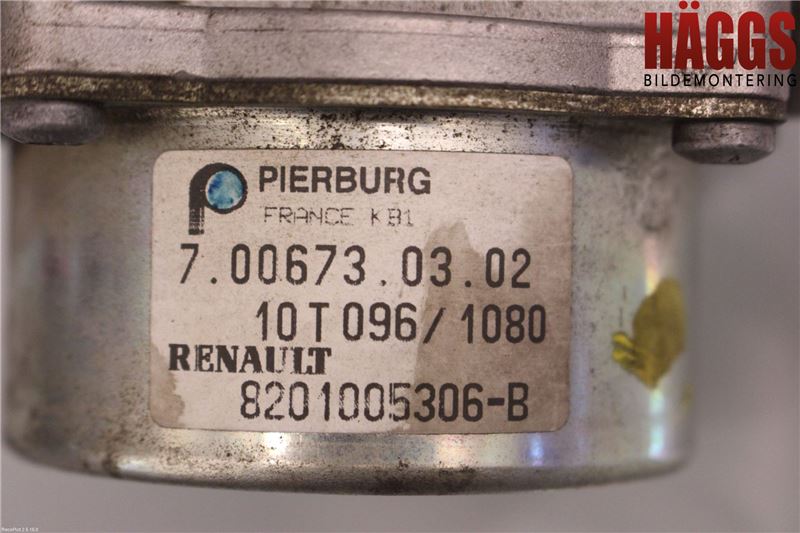 HÄGGS
BILDEMONTERING
PIERBURG
FRANCE KB1
7.00673.03.02
10T096/1080
RENAULT
8201005306-B